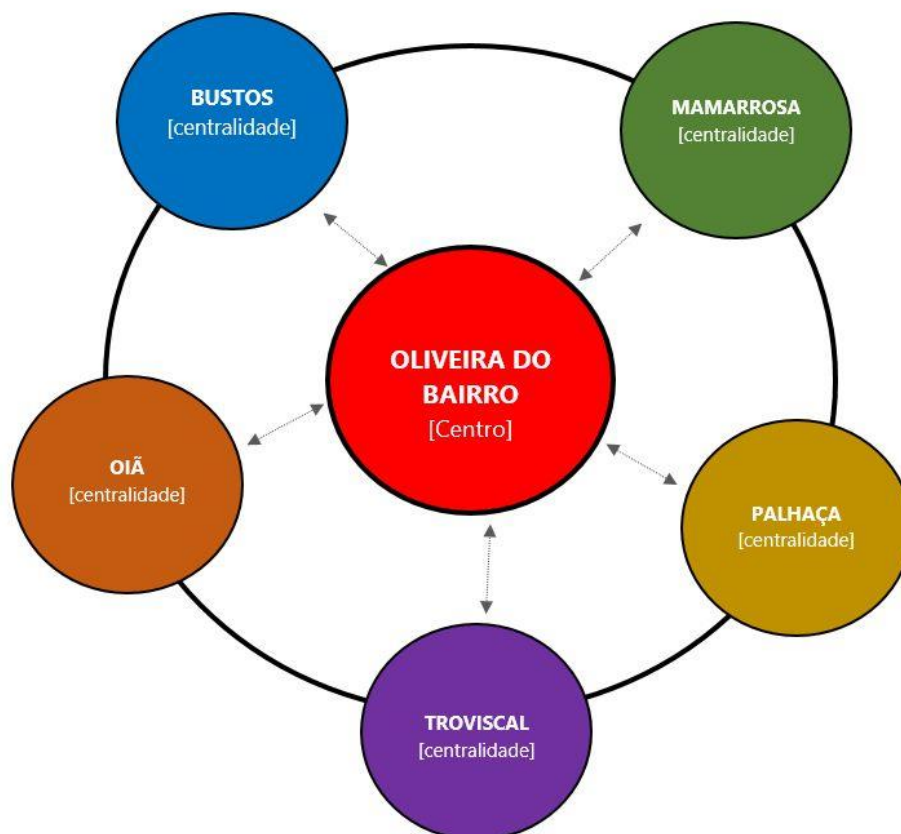 BUSTOS
[centralidade]
MAMARROSA
[centralidade]
OLIVEIRA DO
BAIRRO
[Centro]
OIÃ
[centralidade]
PALHAÇA
[centralidade]
TROVISCAL
[centralidade]